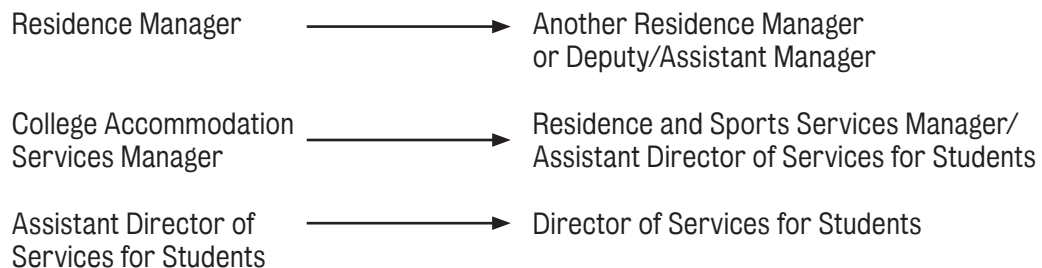 Residence Manager
Another Residence Manager
or Deputy/Assistant Manager
College Accommodation
Services Manager
Residence and Sports Services Manager/
Assistant Director of Services for Students
Assistant Director of
Services for Students
Director of Services for Students